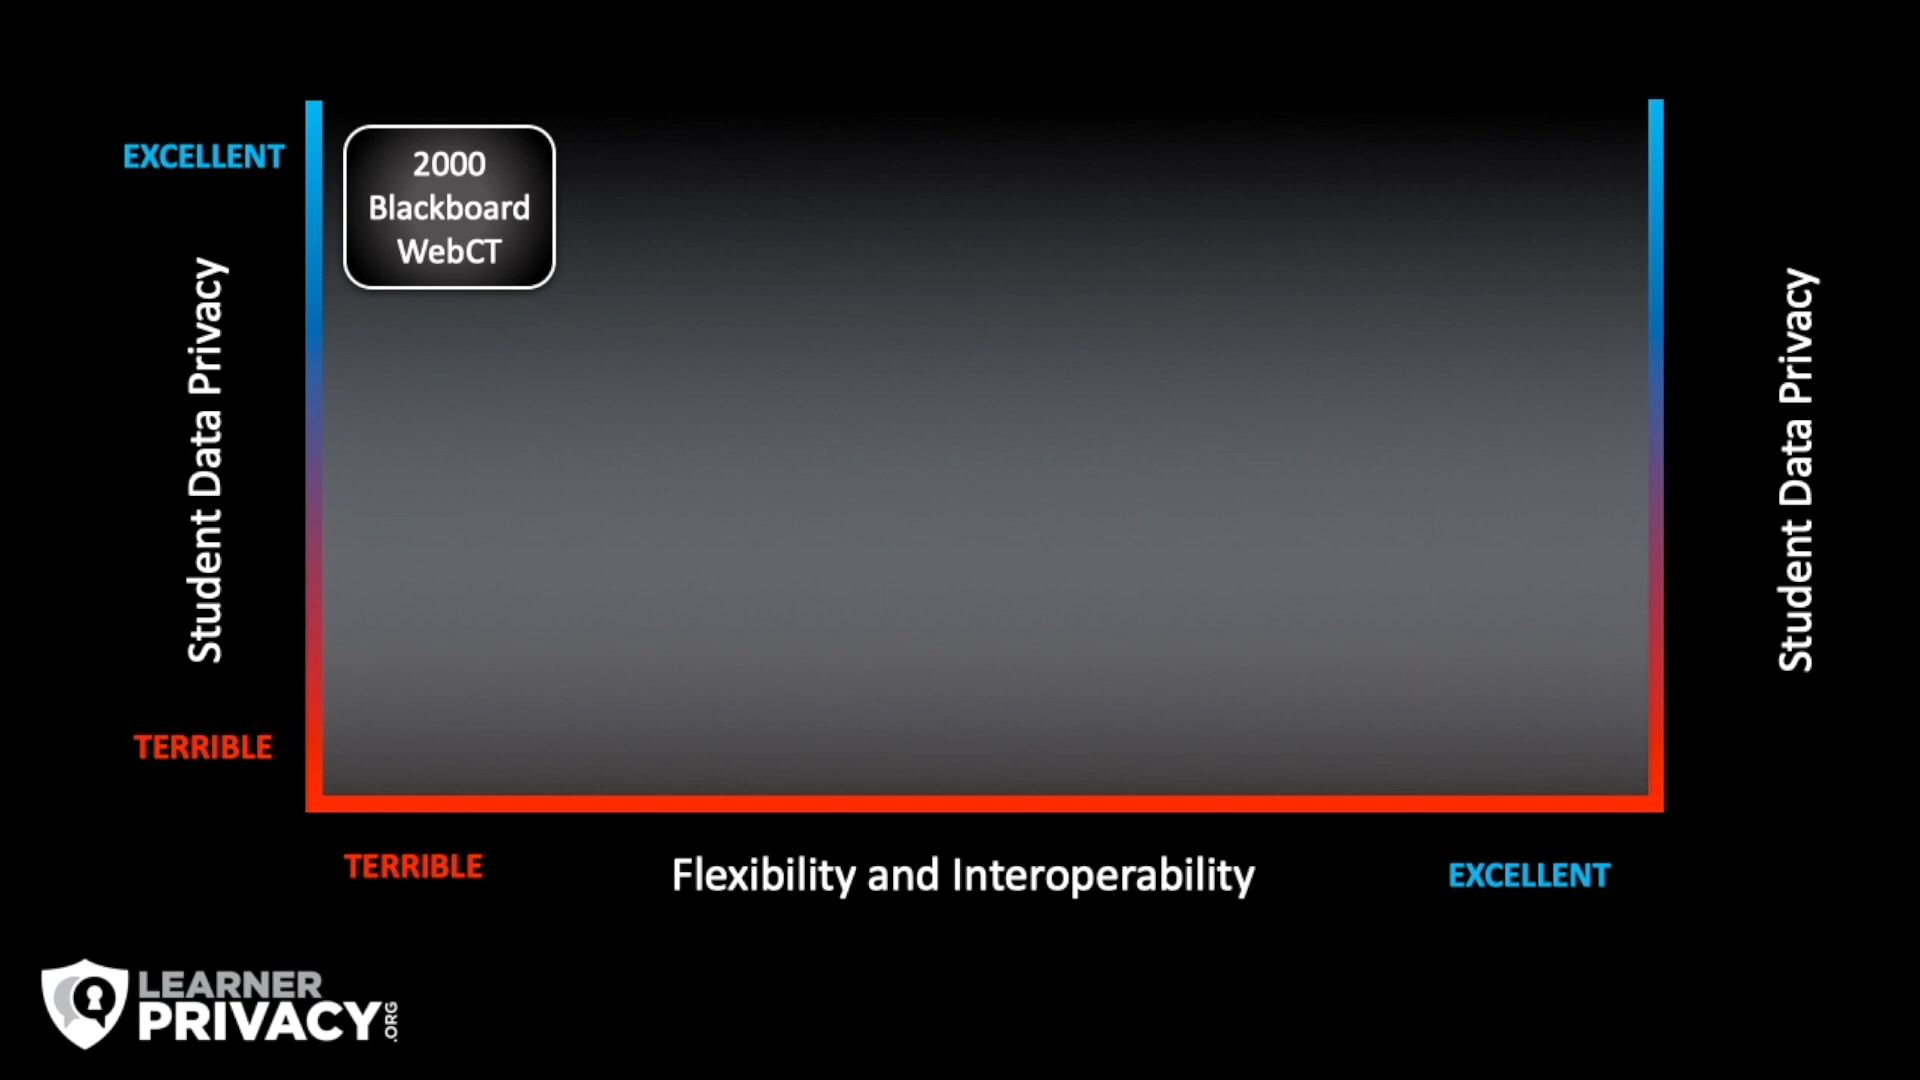 EXCELLENT
2000
Blackboard
WebCT
Student Data Privacy
Student Data Privacy
TERRIBLE
TERRIBLE
Flexibility and Interoperability
EXCELLENT
LEARNER
PRIVACY.ORG